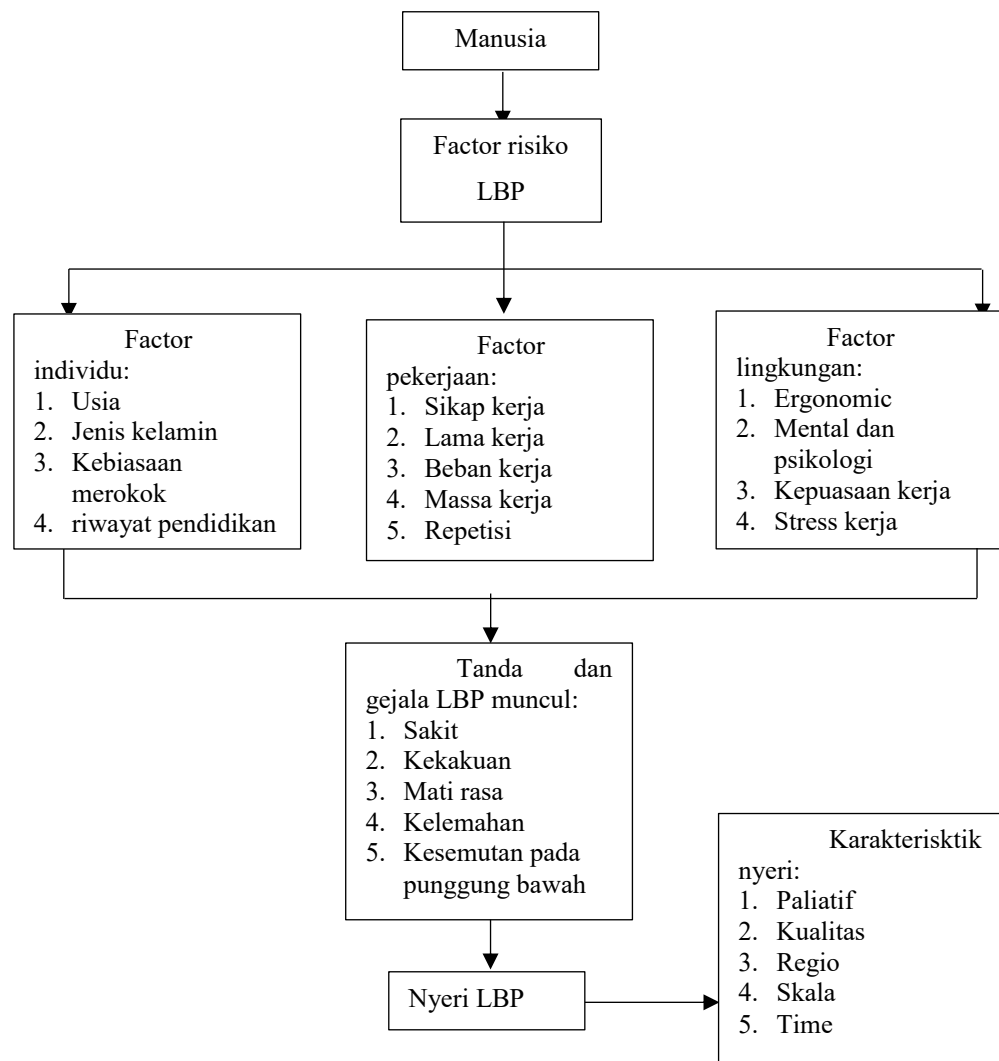 Manusia
Factor risiko
LBP
Factor
individu:
1. Usia
2. Jenis kelamin
3. Kebiasaan
merokok
4. riwayat pendidikan
Factor
pekerjaan:
1. Sikap kerja
2. Lama kerja
3. Beban kerja
4. Massa kerja
5. Repetisi
Factor
lingkungan:
1. Ergonomic
2. Mental dan
psikologi
3. Kepuasaan kerja
4. Stress kerja
Tanda dan
gejala LBP muncul:
1. Sakit
2. Kekakuan
3. Mati rasa
4. Kelemahan
5. Kesemutan pada
punggung bawah
Nyeri LBP
Karakterisktik
nyeri:
1. Paliatif
2. Kualitas
3. Regio
4. Skala
5. Time